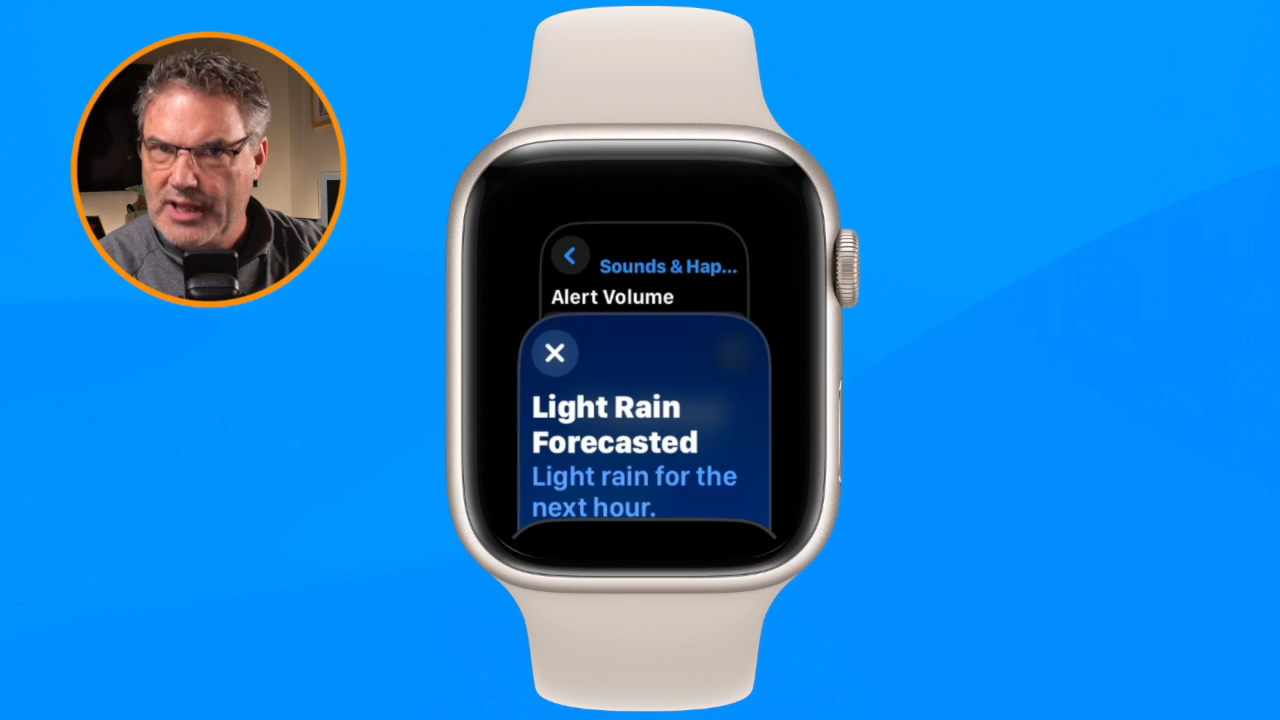 Sounds & Hap...
Alert Volume
Light Rain
Forecasted
Light rain for the
next hour.